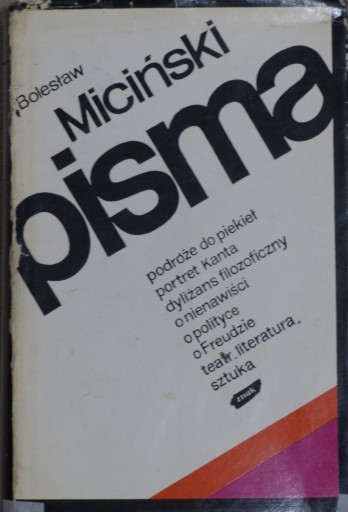 Bolesław
Miciński
pisma
podróże do piekieł
portret Kanta
dyliżans filozoficzny
o nienawiści
o polityce
o Freudzie
teatr. literatura.
sztuka
znak